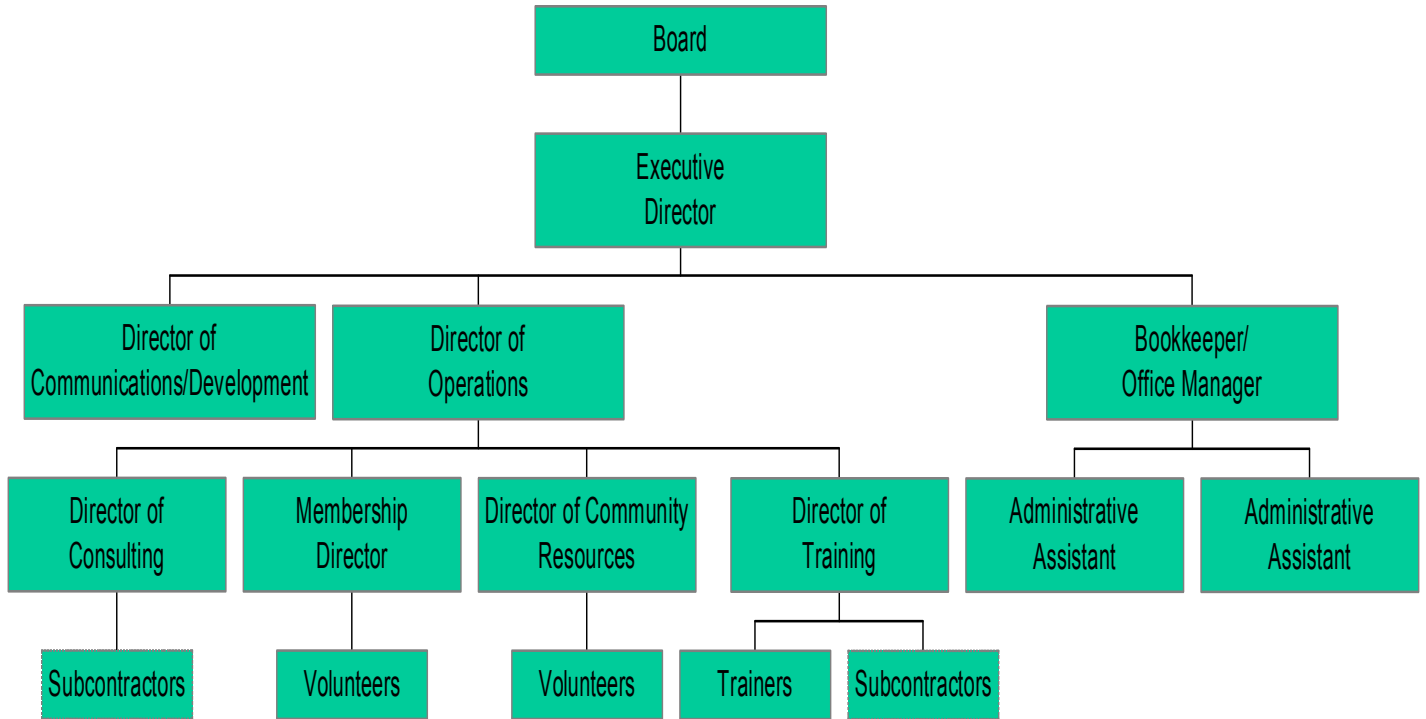 Board
Executive
Director
Director of
Communications/Development
Director of
Operations
Bookkeeper/
Office Manager
Director of
Consulting
Membership
Director
Director of Community
Resources
Director of
Training
Administrative
Assistant
Administrative
Assistant
Subcontractors
Volunteers
Volunteers
Trainers
Subcontractors